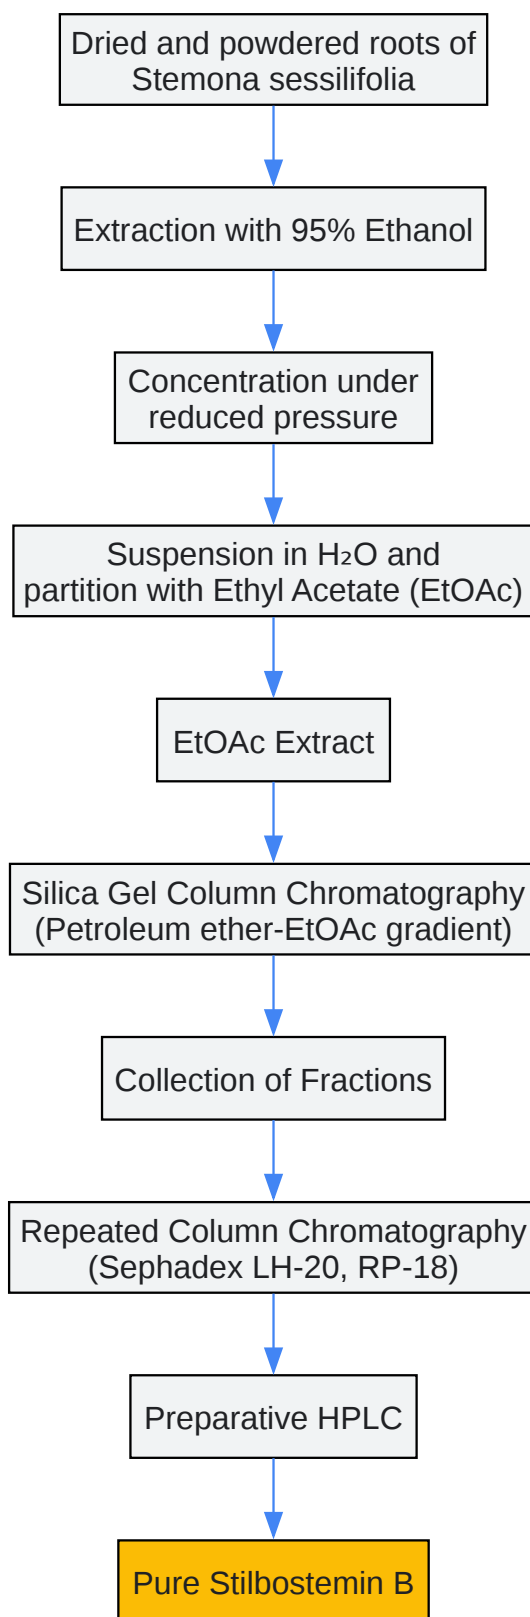 Dried and powdered roots of
Stemona sessilifolia
Extraction with 95% Ethanol
Concentration under
reduced pressure
Suspension in H₂O and
partition with Ethyl Acetate (EtOAc)
EtOAc Extract
Silica Gel Column Chromatography
(Petroleum ether-EtOAc gradient)
Collection of Fractions
Repeated Column Chromatography
(Sephadex LH-20, RP-18)
Preparative HPLC
Pure Stilbostemin B